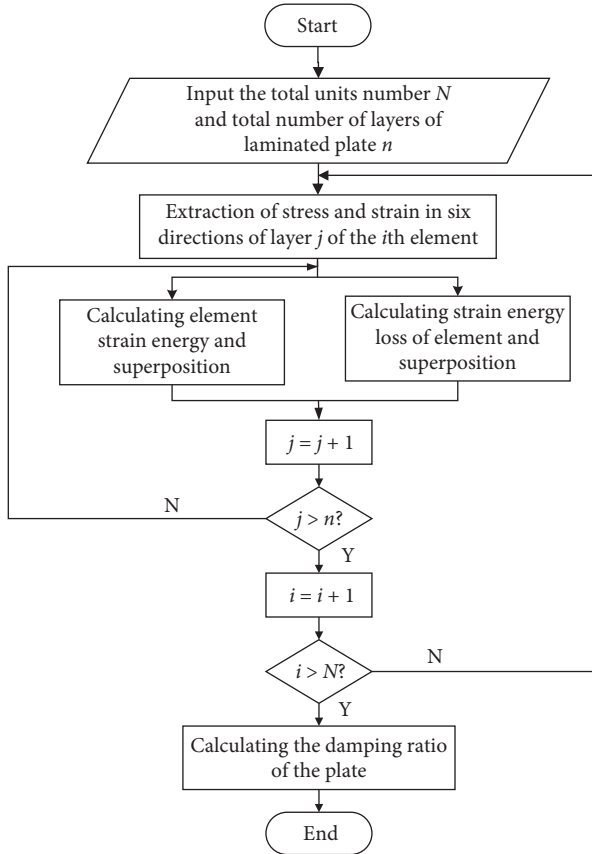 Start
Input the total units number N
and total number of layers of
laminated plate n
Extraction of stress and strain in six
directions of layer j of the ith element
Calculating element
strain energy and
superposition
Calculating strain energy
loss of element and
superposition
j = j + 1
N
j > n?
Y
i = i + 1
i > N?
N
Y
Calculating the damping ratio
of the plate
End